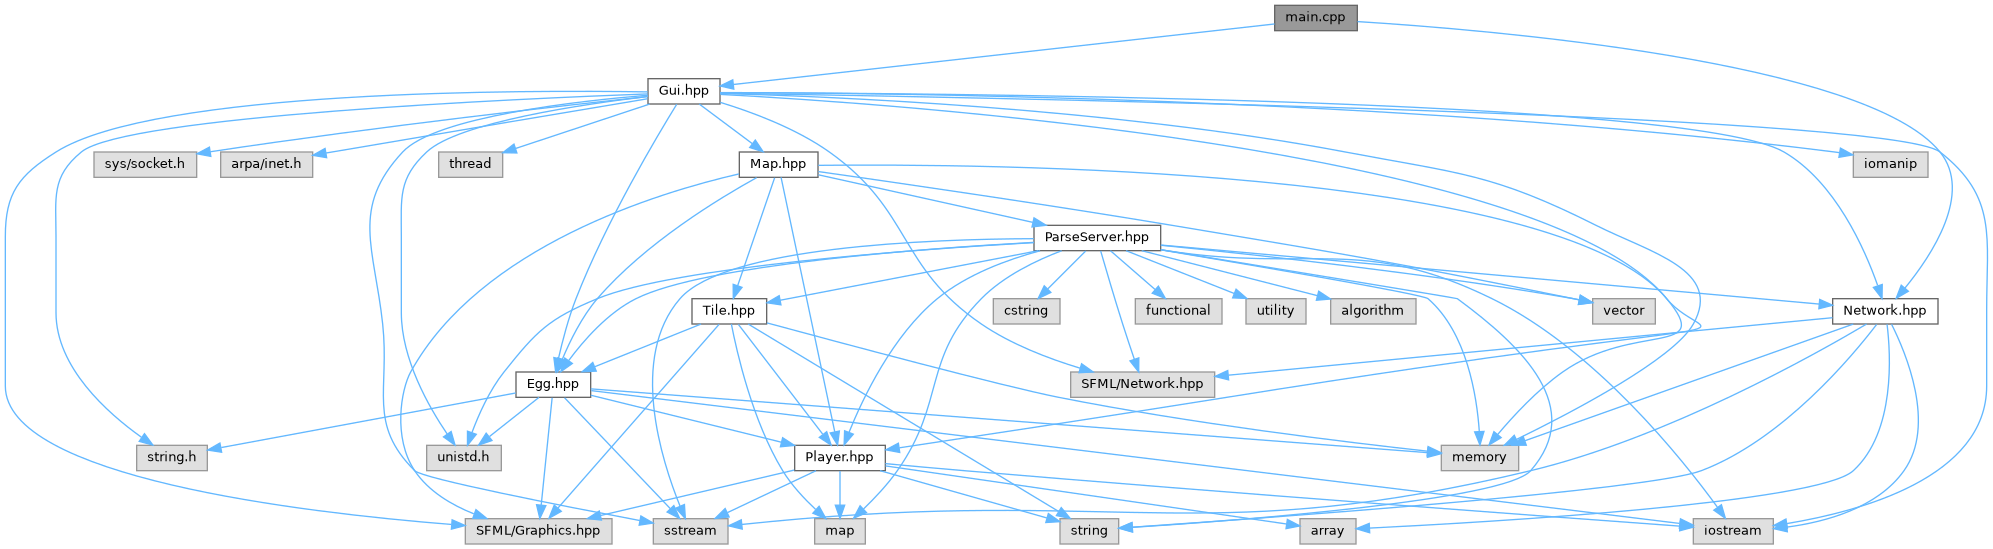 main.cpp
Gui.hpp
sys/socket.h
arpa/inet.h
thread
Map.hpp
iomanip
ParseServer.hpp
Tile.hpp
cstring
functional
utility
algorithm
vector
Network.hpp
Egg.hpp
SFML/Network.hpp
string.h
unistd.h
Player.hpp
memory
SFML/Graphics.hpp
sstream
map
string
array
iostream